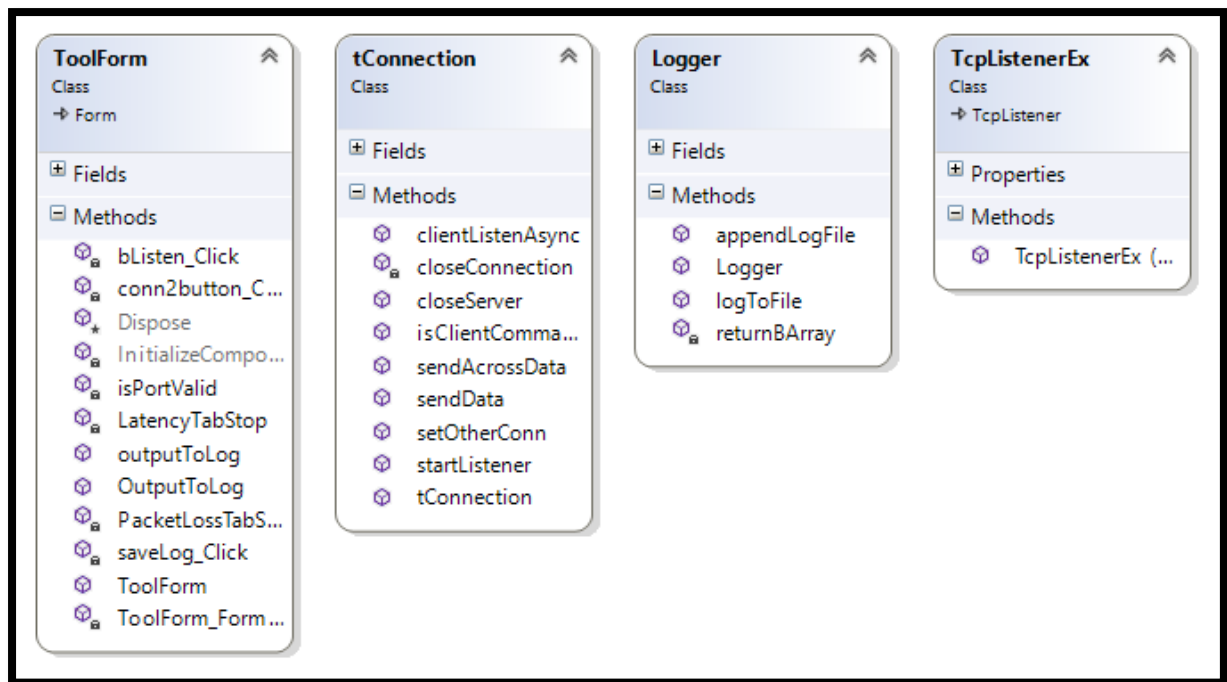 ToolForm
Class
Form
Fields
Methods
bListen_Click
conn2button_C...
Dispose
InitializeCompo...
isPortValid
LatencyTabStop
outputToLog
OutputToLog
PacketLossTabS...
saveLog_Click
ToolForm
ToolForm_Form...
tConnection
Class
Fields
Methods
clientListenAsync
closeConnection
closeServer
isClientComma...
sendAcrossData
sendData
setOtherConn
startListener
tConnection
Logger
Class
Fields
Methods
appendLogFile
Logger
logToFile
returnBArray
TcpListenerEx
Class
TcpListener
Properties
Methods
TcpListenerEx (...